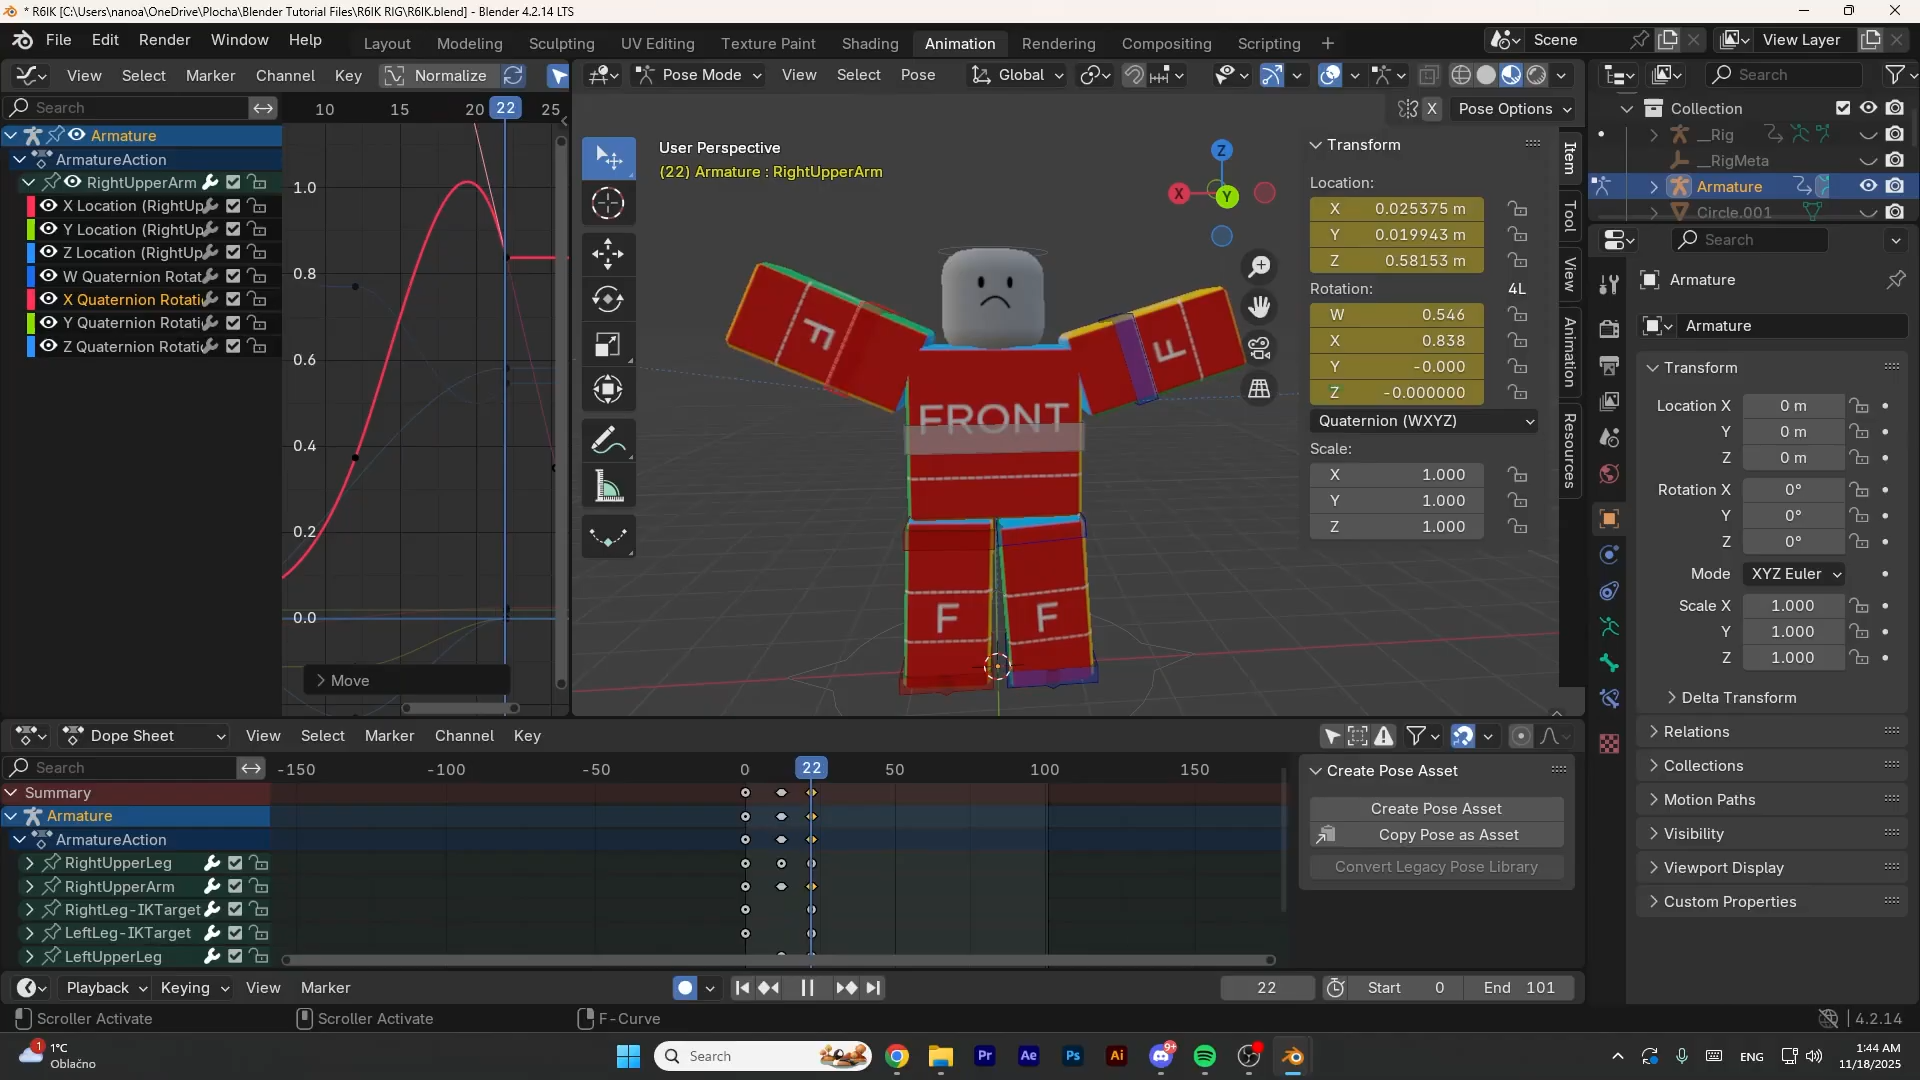 * R6IK [C:\Users\nanoa\OneDrive\Plocha\Blender Tutorial Files\R6IK RIG\R6IK.blend] - Blender 4.2.14 LTS
File Edit Render Window Help
Layout Modeling Sculpting UV Editing Texture Paint Shading Animation Rendering Compositing Scripting +
Scene View Layer
View Select Marker Channel Key Normalize
Pose Mode View Select Pose Global
Search
Search 10 15 20 22 25
X Pose Options
Collection
__Rig
__RigMeta
Armature
Circle.001
Armature
ArmatureAction
RightUpperArm
X Location (RightUp
Y Location (RightUp
Z Location (RightUp
W Quaternion Rotat
X Quaternion Rotati
Y Quaternion Rotati
Z Quaternion Rotati
1.0
0.8
0.6
0.4
0.2
0.0
Move
User Perspective
(22) Armature : RightUpperArm
Z
X
Y
F
F
FRONT
F
F
Transform
Location:
X 0.025375 m
Y 0.019943 m
Z 0.58153 m
Rotation: 4L
W 0.546
X 0.838
Y -0.000
Z -0.000000
Quaternion (WXYZ)
Scale:
X 1.000
Y 1.000
Z 1.000
Item
Tool
View
Animation
Resources
Search
Armature
Armature
Transform
Location X 0 m
Y 0 m
Z 0 m
Rotation X 0°
Y 0°
Z 0°
Mode XYZ Euler
Scale X 1.000
Y 1.000
Z 1.000
Delta Transform
Relations
Collections
Motion Paths
Visibility
Viewport Display
Custom Properties
Dope Sheet View Select Marker Channel Key
Search -150 -100 -50 0 22 50 100 150
Summary
Armature
ArmatureAction
RightUpperLeg
RightUpperArm
RightLeg-IKTarget
LeftLeg-IKTarget
LeftUpperLeg
Create Pose Asset
Create Pose Asset
Copy Pose as Asset
Convert Legacy Pose Library
Playback Keying View Marker 22 Start 0 End 101
Scroller Activate Scroller Activate F-Curve 4.2.14
1
1°C
Oblačno
Search
Pr Ae Ps Ai 9+
ENG
1:44 AM
11/18/2025